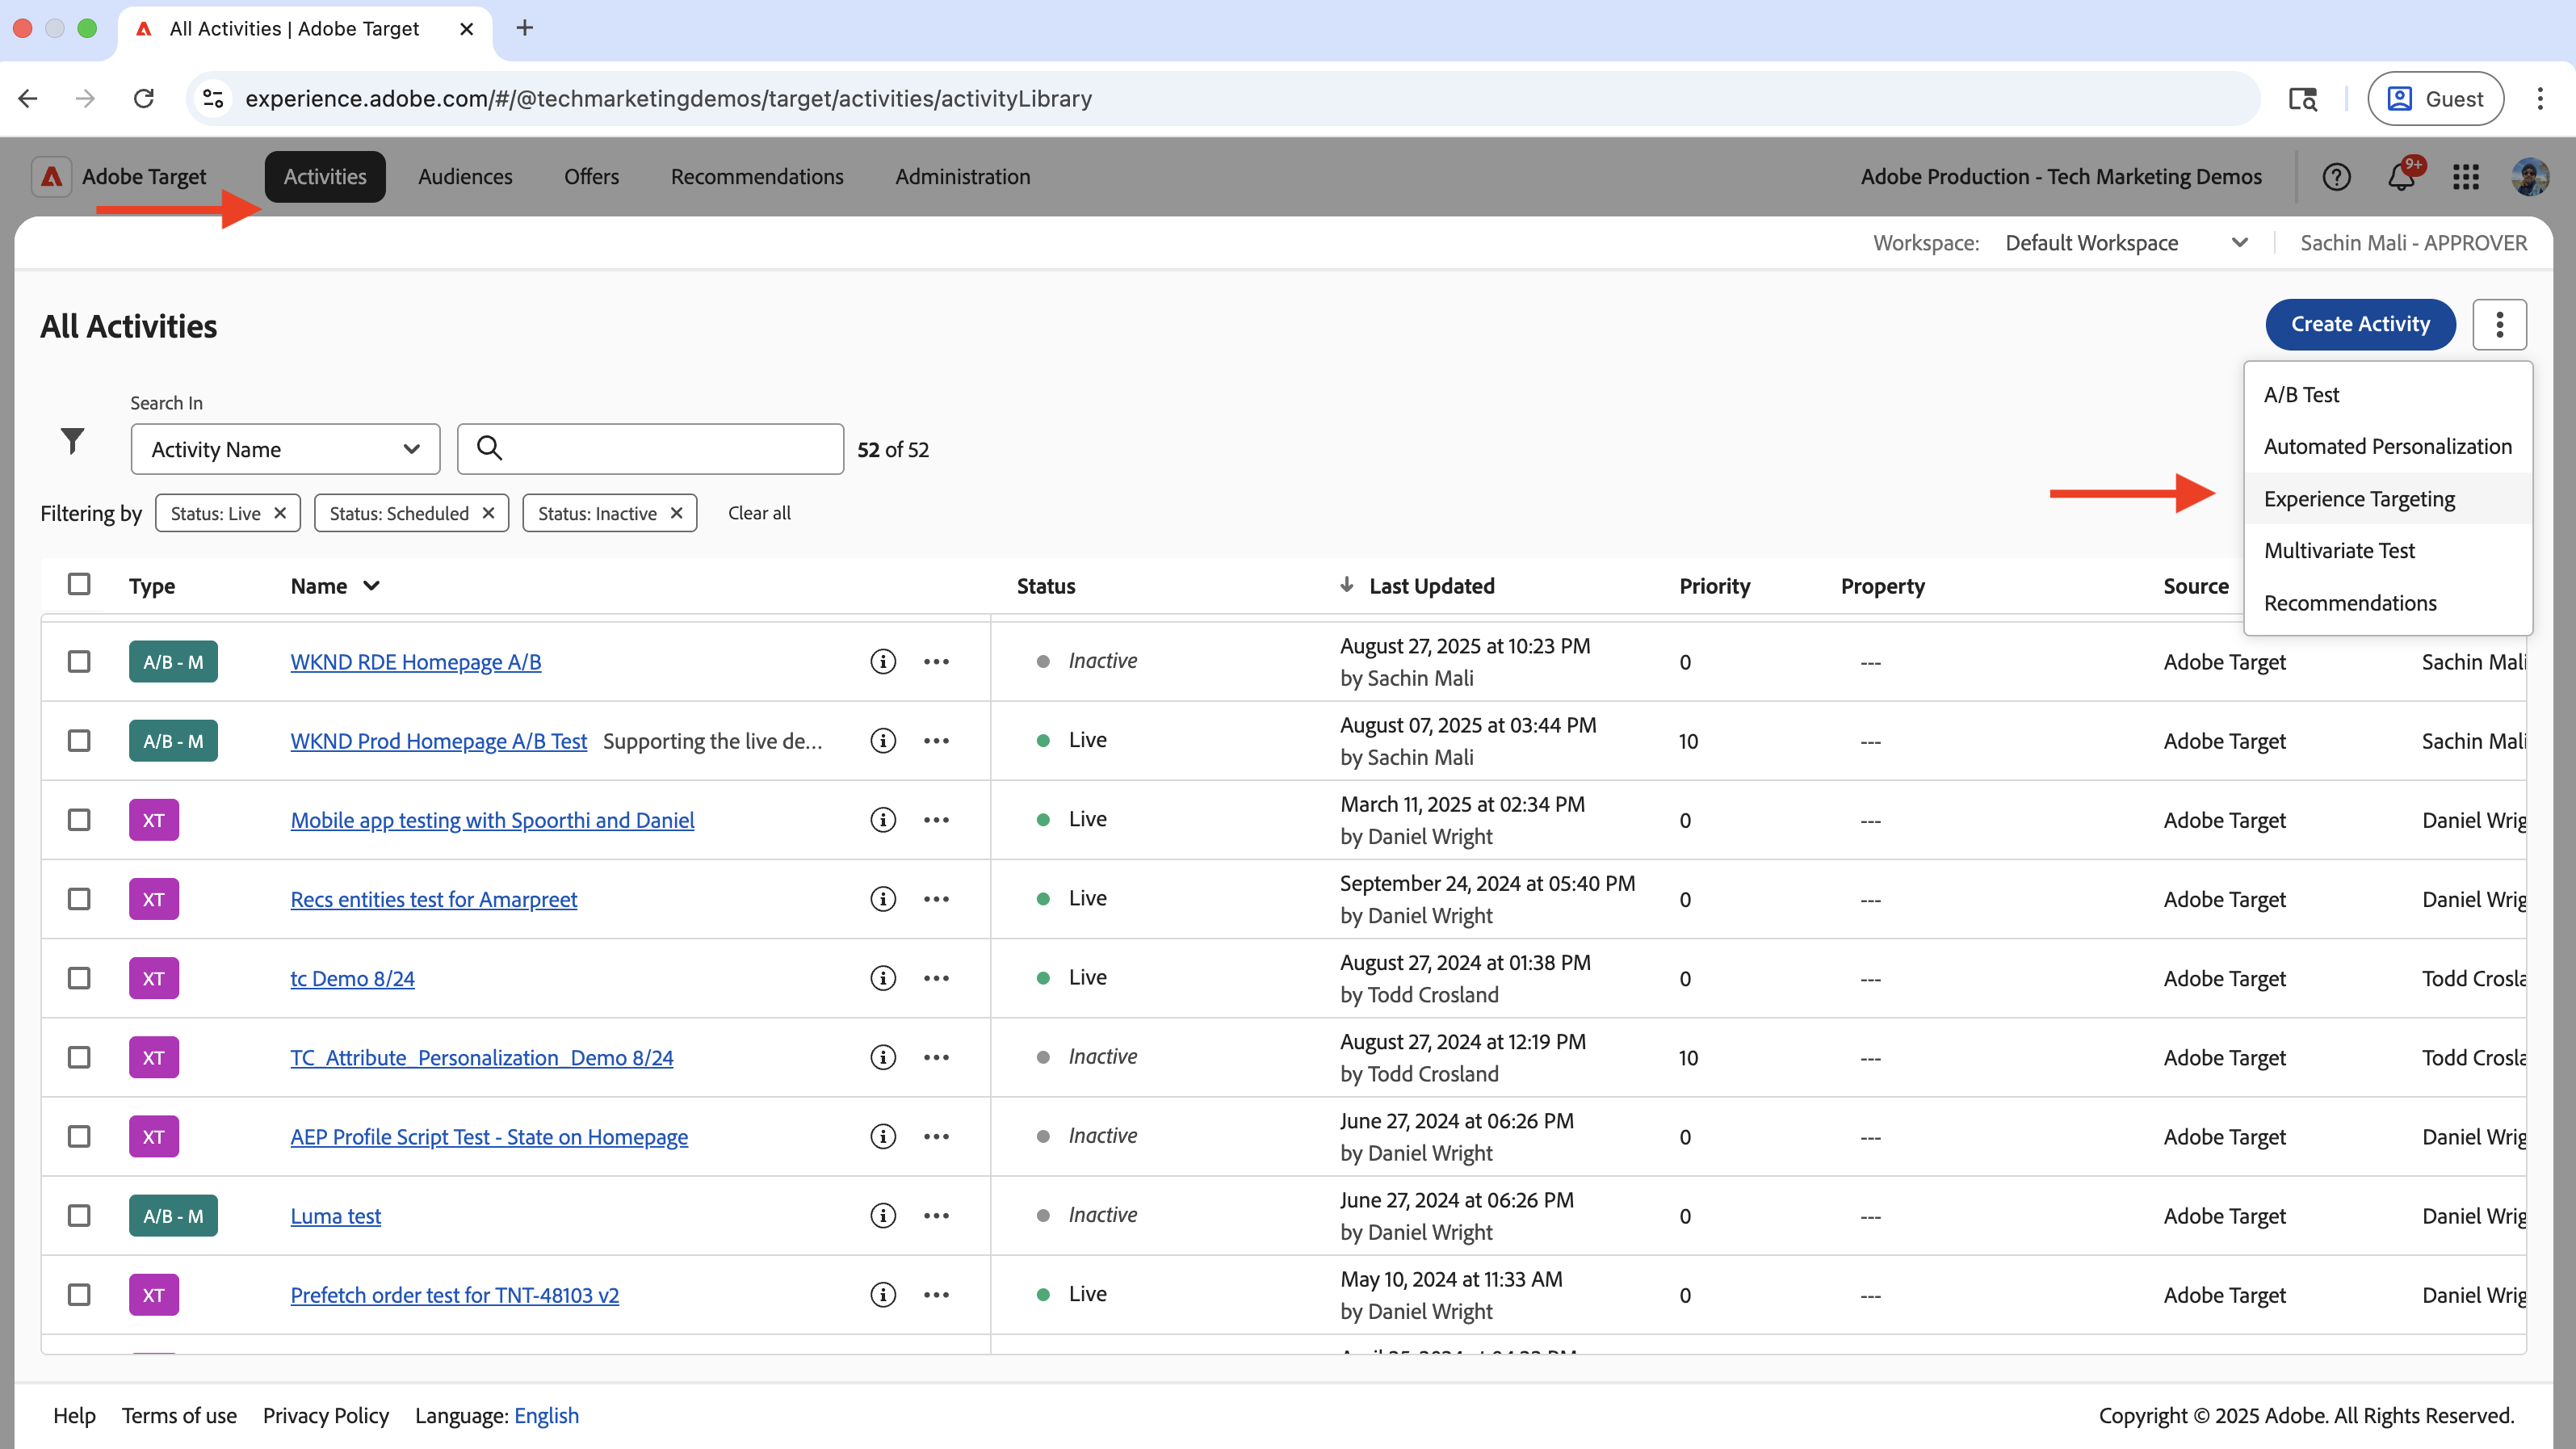 All Activities | Adobe Target
experience.adobe.com/#/@techmarketingdemos/target/activities/activityLibrary
Guest
Adobe Target Activities Audiences Offers Recommendations Administration Adobe Production - Tech Marketing Demos 9+
Workspace: Default Workspace Sachin Mali - APPROVER
All Activities
Create Activity
A/B Test
Automated Personalization
Experience Targeting
Multivariate Test
Recommendations
Search In
Activity Name
52 of 52
Filtering by Status: Live Status: Scheduled Status: Inactive Clear all
Type Name Status Last Updated Priority Property Source
A/B - M WKND RDE Homepage A/B Inactive August 27, 2025 at 10:23 PM 0 --- Adobe Target Sachin Mali
by Sachin Mali
A/B - M WKND Prod Homepage A/B Test Supporting the live de... Live August 07, 2025 at 03:44 PM 10 --- Adobe Target Sachin Mali
by Sachin Mali
XT Mobile app testing with Spoorthi and Daniel Live March 11, 2025 at 02:34 PM 0 --- Adobe Target Daniel Wrig
by Daniel Wright
XT Recs entities test for Amarpreet Live September 24, 2024 at 05:40 PM 0 --- Adobe Target Daniel Wrig
by Daniel Wright
XT tc Demo 8/24 Live August 27, 2024 at 01:38 PM 0 --- Adobe Target Todd Crosla
by Todd Crosland
XT TC_Attribute_Personalization_Demo 8/24 Inactive August 27, 2024 at 12:19 PM 10 --- Adobe Target Todd Crosla
by Todd Crosland
XT AEP Profile Script Test - State on Homepage Inactive June 27, 2024 at 06:26 PM 0 --- Adobe Target Daniel Wrig
by Daniel Wright
A/B - M Luma test Inactive June 27, 2024 at 06:26 PM 0 --- Adobe Target Daniel Wrig
by Daniel Wright
XT Prefetch order test for TNT-48103 v2 Live May 10, 2024 at 11:33 AM 0 --- Adobe Target Daniel Wrig
by Daniel Wright
Help Terms of use Privacy Policy Language: English Copyright © 2025 Adobe. All Rights Reserved.